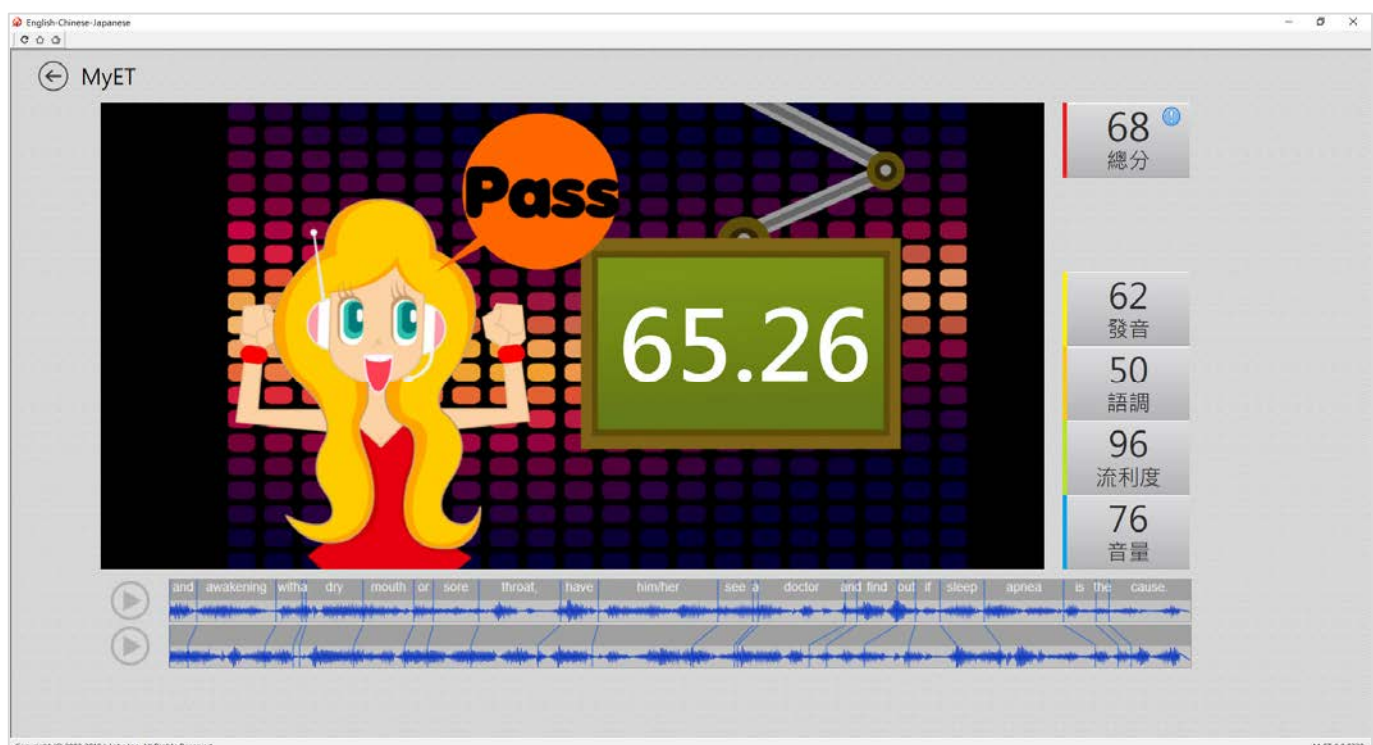 English-Chinese-Japanese
MyET
Pass
65.26
68
總分
62
發音
50
語調
96
流利度
76
音量
and awakening with a dry mouth or sore throat, have him/her see a doctor and find out if sleep apnea is the cause.